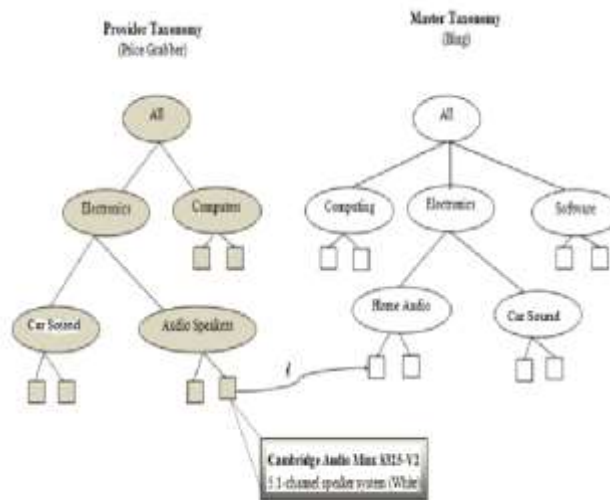 Provider Taxonomy
(Price Grabber)
Master Taxonomy
(Bing)
All
All
Electronics
Computers
Computing
Electronics
Software
Car Sound
Audio Speakers
Home Audio
Car Sound
ℓ
Cambridge Audio Minx S325-V2
5.1-channel speaker system (White)